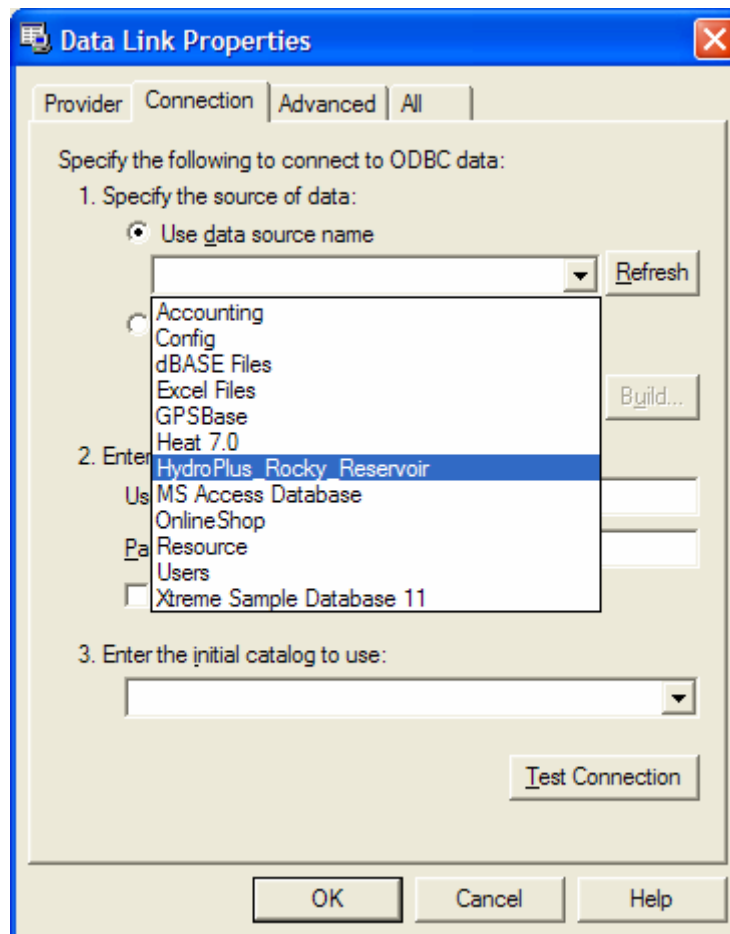 Data Link Properties
Provider Connection Advanced All
Specify the following to connect to ODBC data:
1. Specify the source of data:
Use data source name
Refresh
Accounting
Config
dBASE Files
Excel Files
Build...
GPSBase
Heat 7.0
2. Enter
HydroPlus_Rocky_Reservoir
Us
MS Access Database
OnlineShop
Pa
Resource
Users
Xtreme Sample Database 11
3. Enter the initial catalog to use:
Test Connection
OK Cancel Help